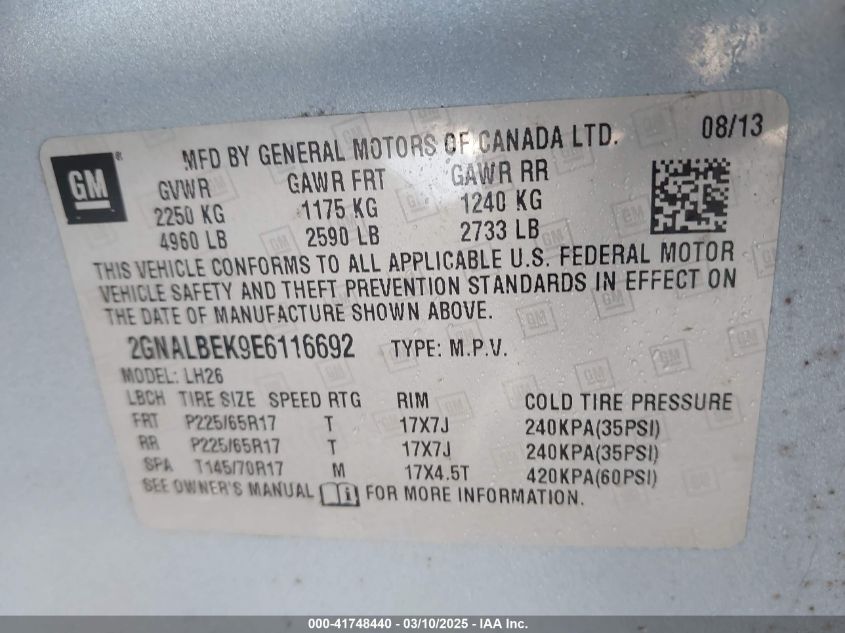 GM®
MFD BY GENERAL MOTORS OF CANADA LTD. 08/13
GVWR GAWR FRT GAWR RR
2250 KG 1175 KG 1240 KG
4960 LB 2590 LB 2733 LB
THIS VEHICLE CONFORMS TO ALL APPLICABLE U.S. FEDERAL MOTOR
VEHICLE SAFETY AND THEFT PREVENTION STANDARDS IN EFFECT ON
THE DATE OF MANUFACTURE SHOWN ABOVE.
2GNALBEK9E6116692 TYPE: M.P.V.
MODEL: LH26
LBCH TIRE SIZE SPEED RTG RIM COLD TIRE PRESSURE
FRT P225/65R17 T 17X7J 240KPA(35PSI)
RR P225/65R17 T 17X7J 240KPA(35PSI)
SPA T145/70R17 M 17X4.5T 420KPA(60PSI)
SEE OWNER'S MANUAL FOR MORE INFORMATION.
000-41748440 - 03/10/2025 - IAA Inc.